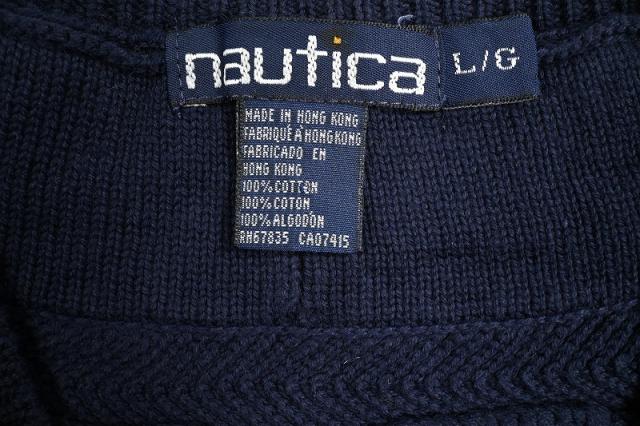 nautica
L/G
MADE IN HONG KONG
FABRIQUÉ À HONG KONG
FABRICADO EN
HONG KONG
100% COTTON
100% COTON
100% ALGODÓN
RN67835 CA07415